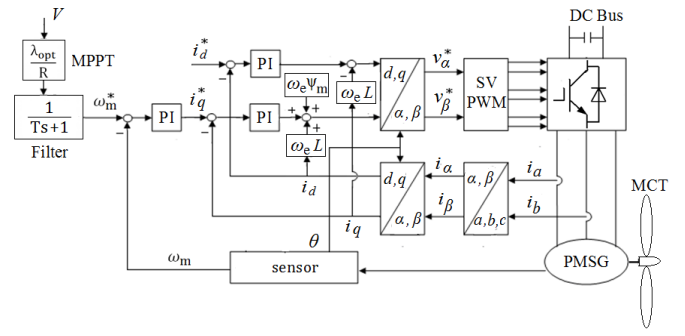 V
DC Bus
λopt
R
MPPT
i*d
PI
d,q
α,β
v*α
v*β
SV
PWM
ωeψm
ωeL
1
Ts+1
Filter
ω*m
PI
i*q
PI
ωeL
id
d,q
α,β
iα
iβ
α,β
a,b,c
ia
ib
MCT
iq
θ
ωm
sensor
PMSG